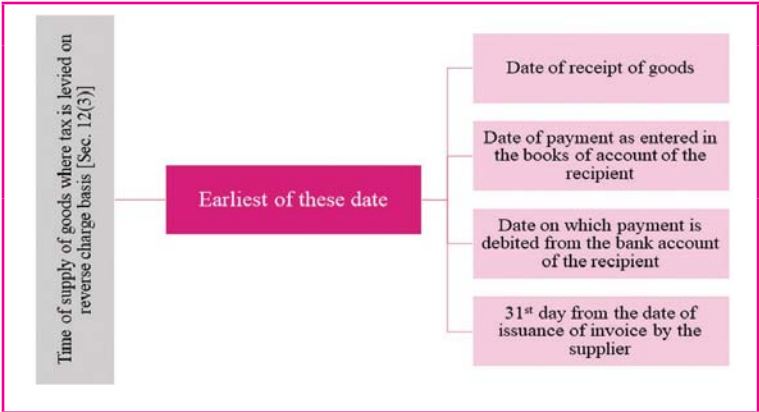 Time of supply of goods where tax is levied on
reverse charge basis [Sec. 12(3)]
Earliest of these date
Date of receipt of goods
Date of payment as entered in
the books of account of the
recipient
Date on which payment is
debited from the bank account
of the recipient
31st day from the date of
issuance of invoice by the
supplier